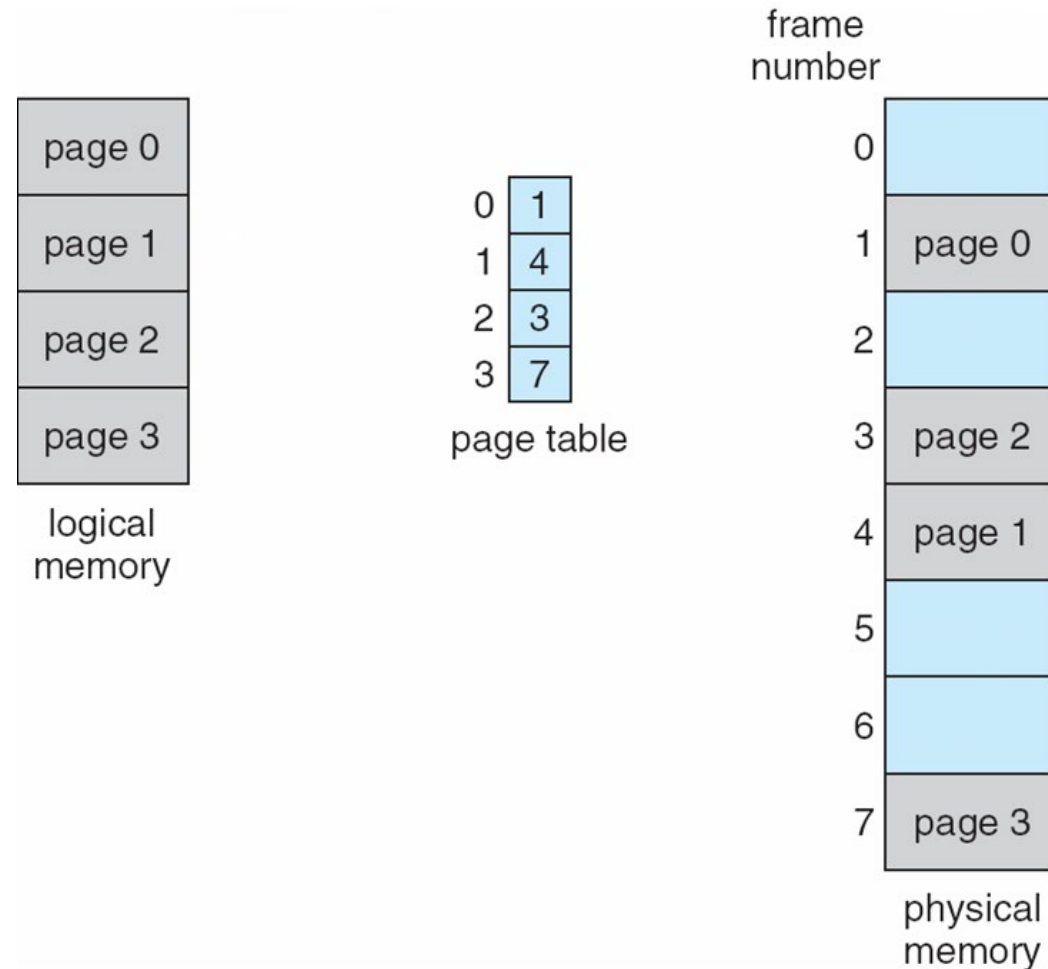 frame
number
page 0
page 1
page 2
page 3
logical
memory
0 1
1 4
2 3
3 7
page table
0
1 page 0
2
3 page 2
4 page 1
5
6
7 page 3
physical
memory